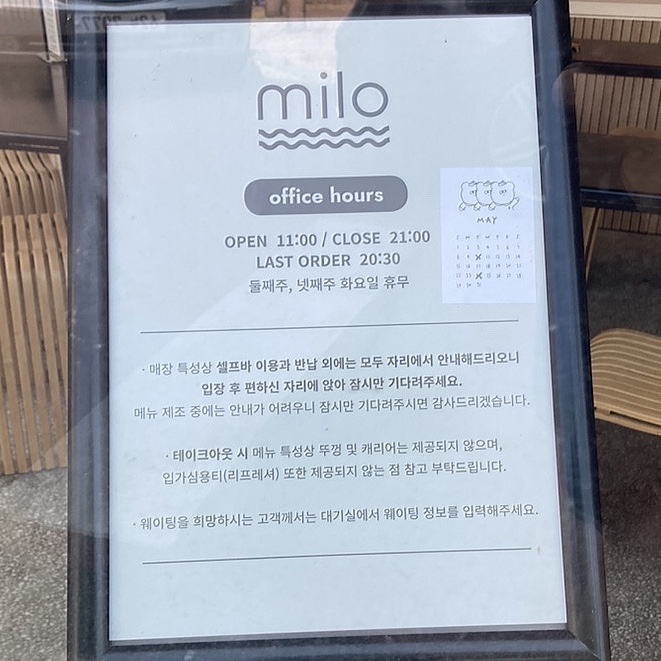 milo
office hours
OPEN 11:00 / CLOSE 21:00
LAST ORDER 20:30
둘째주, 넷째주 화요일 휴무
MAY
· 매장 특성상 셀프바 이용과 반납 외에는 모두 자리에서 안내해드리오니
입장 후 편하신 자리에 앉아 잠시만 기다려주세요.
메뉴 제조 중에는 안내가 어려우니 잠시만 기다려주시면 감사드리겠습니다.
· 테이크아웃 시 메뉴 특성상 뚜껑 및 캐리어는 제공되지 않으며,
입가심용티(리프레셔) 또한 제공되지 않는 점 참고 부탁드립니다.
· 웨이팅을 희망하시는 고객께서는 대기실에서 웨이팅 정보를 입력해주세요.